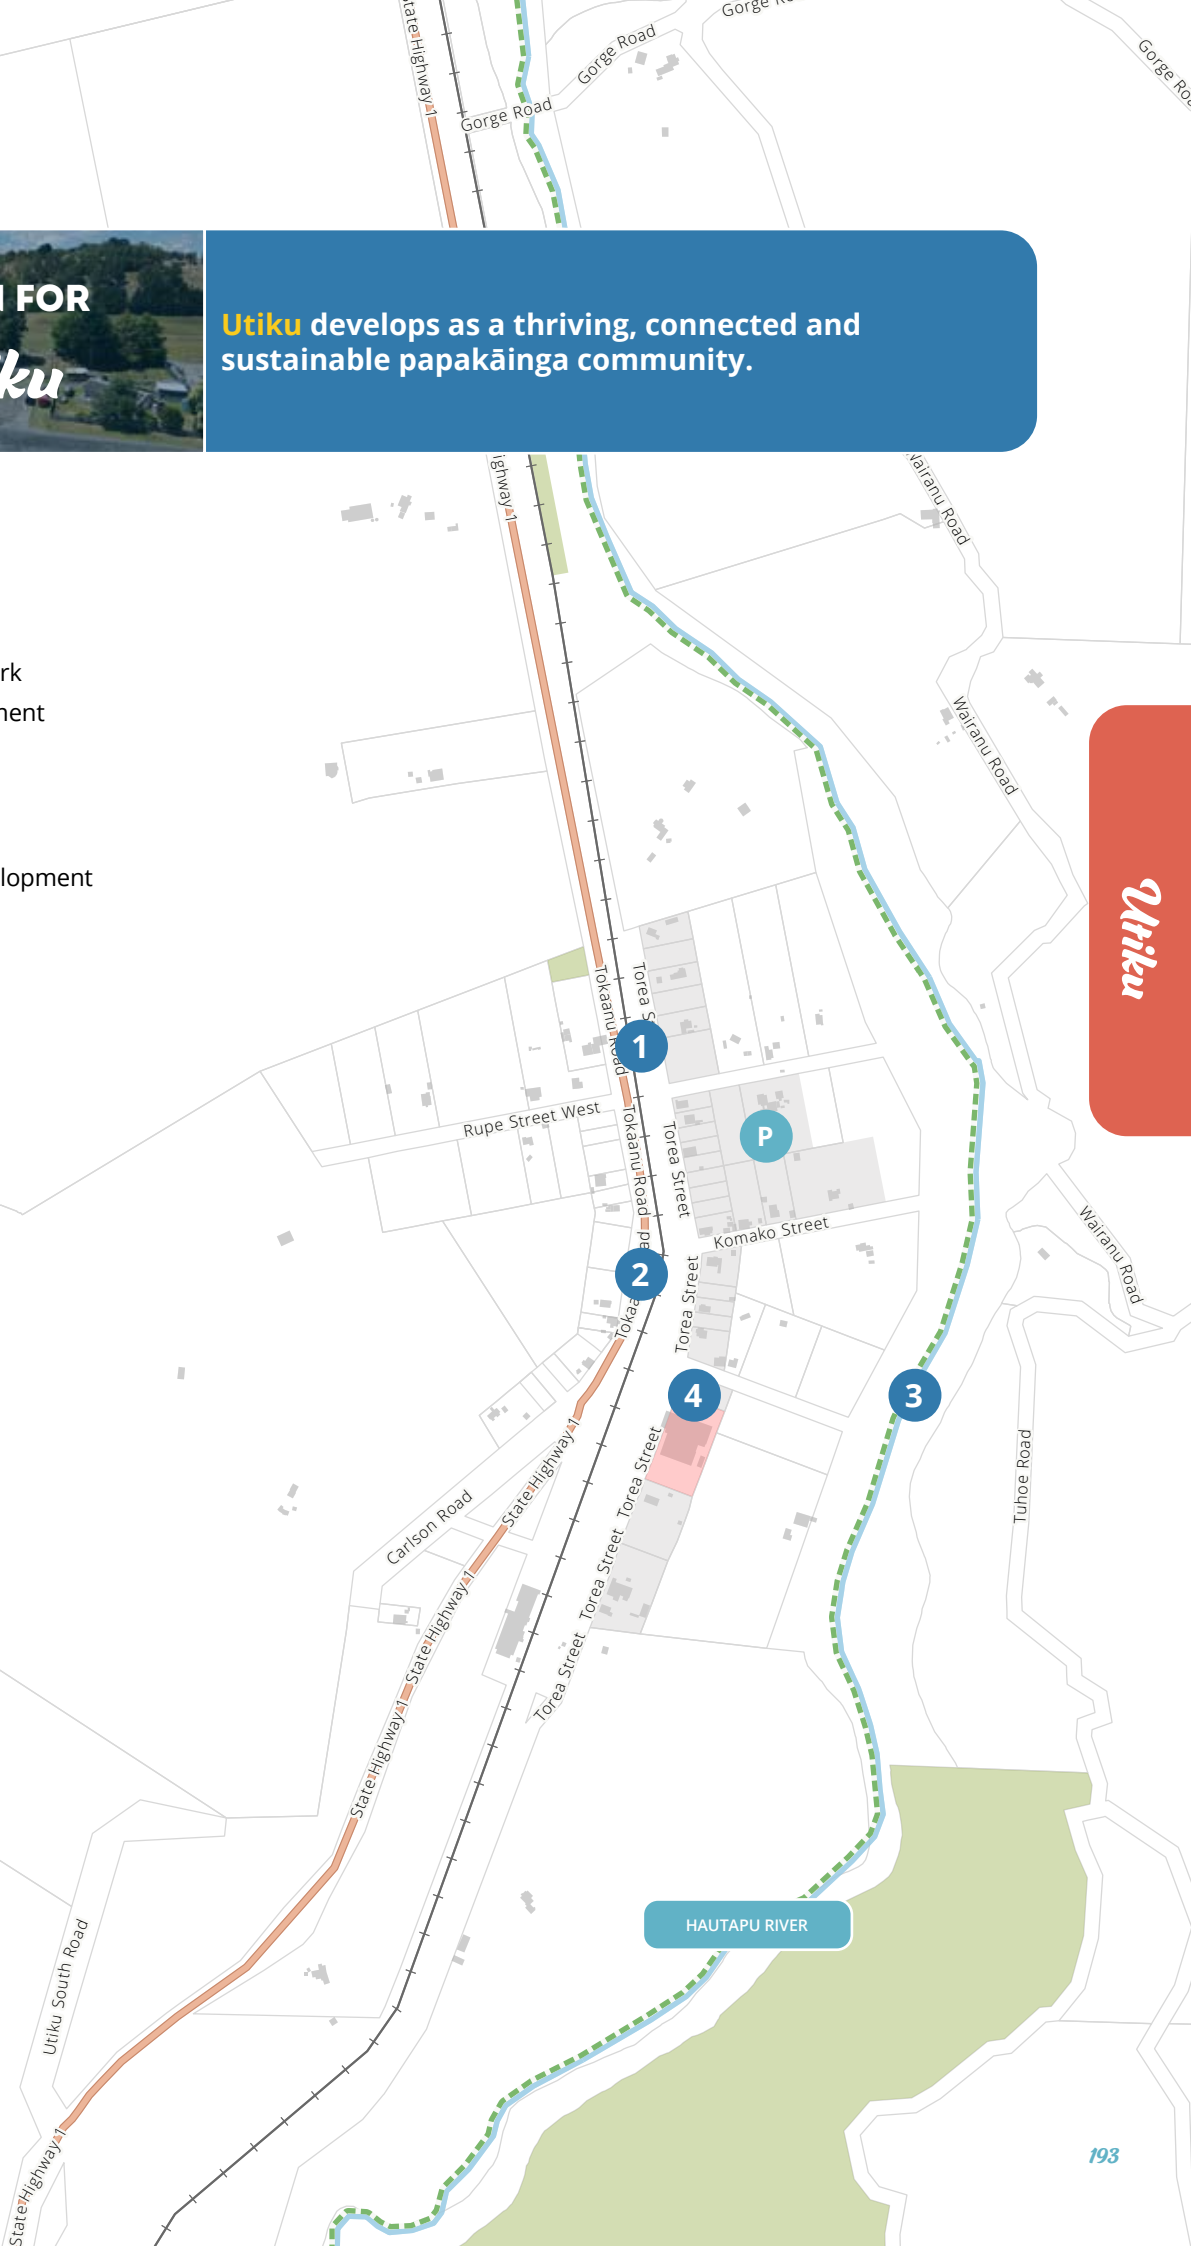 State Highway 1
Gorge Road
Gorge Road
Gorge Road
FOR
ku
Utiku develops as a thriving, connected and
sustainable papakāinga community.
ighway 1
Wairanu Road
rk
ment
Wairanu Road
lopment
Utiku
Tokaanu Road
Torea S
1
Rupe Street West
Tokaanu Road
Torea Street
P
Komako Street
Wairanu Road
2
Tokaa
Torea Street
4
3
State Highway 1
Torea Street
Tuhoe Road
Carlson Road
State Highway 1
Torea Street
Torea Street
State Highway 1
HAUTAPU RIVER
Utiku South Road
State Highway 1
193